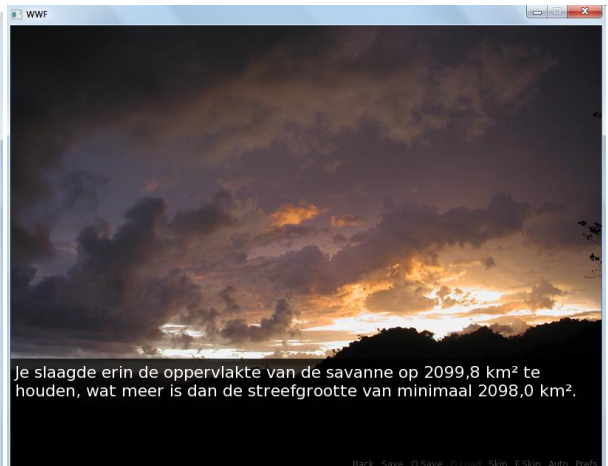 WWF
Je slaagde erin de oppervlakte van de savanne op 2099,8 km² te
houden, wat meer is dan de streefgrootte van minimaal 2098,0 km².
Back Save Q.Save Q.Load Skip F.Skip Auto Prefs